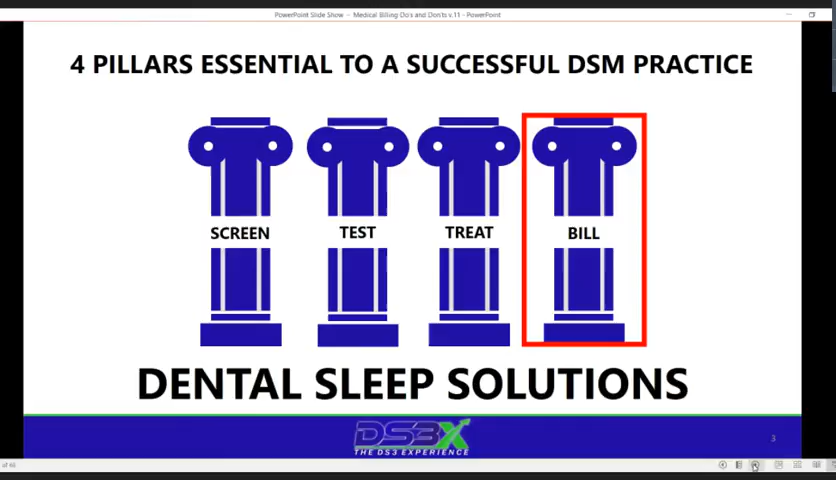 PowerPoint Slide Show - Medical Billing Do's and Don'ts v.11 - PowerPoint
4 PILLARS ESSENTIAL TO A SUCCESSFUL DSM PRACTICE
SCREEN
TEST
TREAT
BILL
DENTAL SLEEP SOLUTIONS
DS3X
THE DS3 EXPERIENCE
3